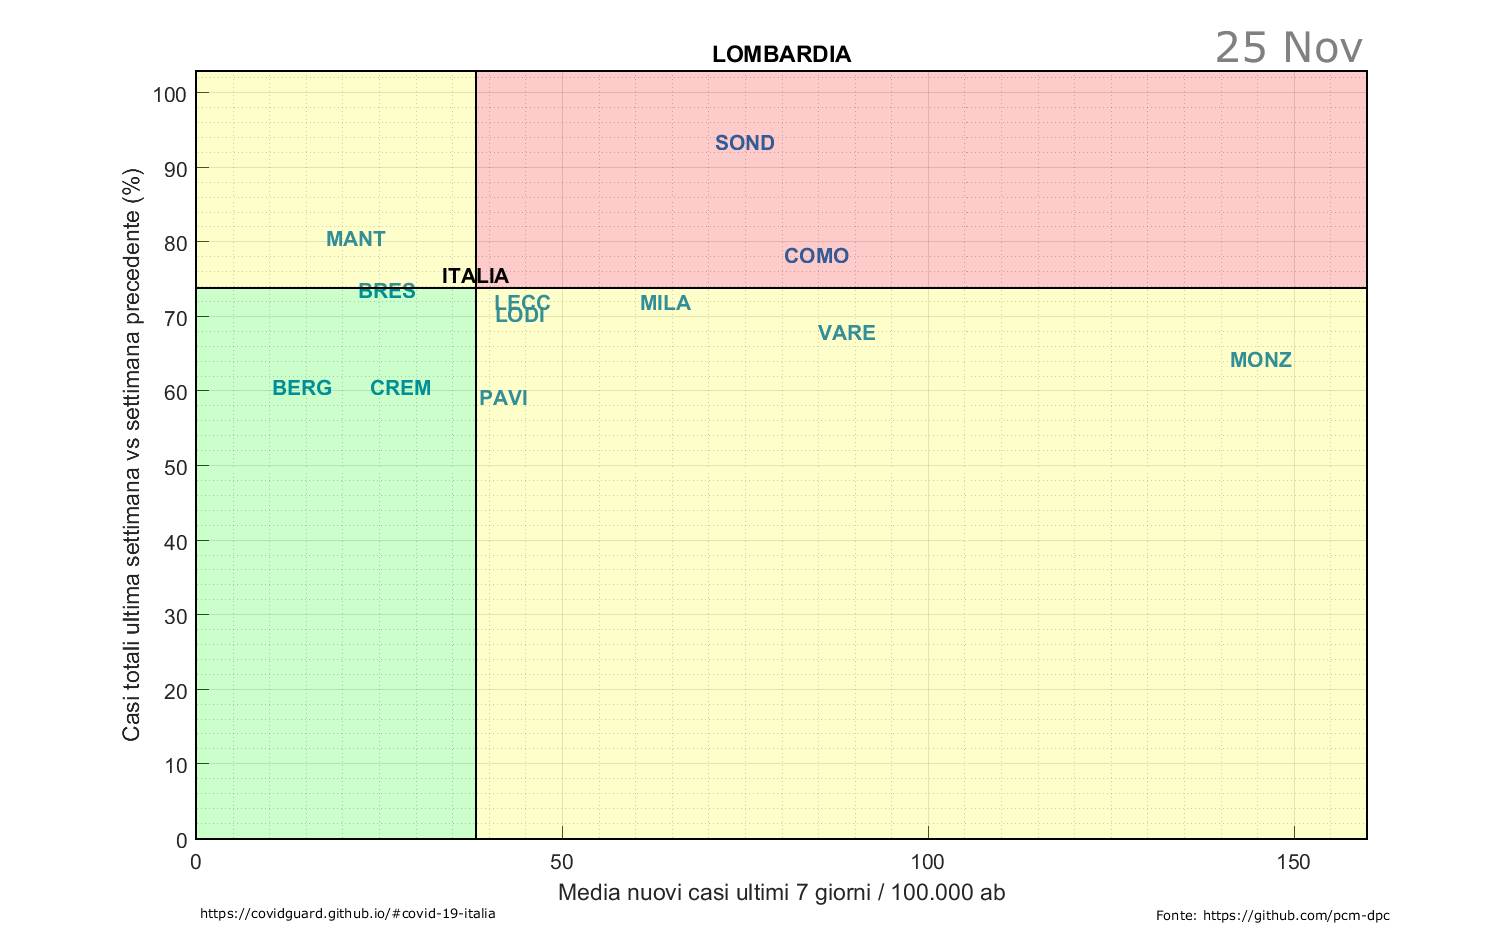 25 Nov
LOMBARDIA
100
90
80
70
60
50
40
30
20
10
0
Casi totali ultima settimana vs settimana precedente (%)
SOND
MANT
COMO
ITALIA
BRES
LECC
MILA
LODI
VARE
MONZ
BERG
CREM
PAVI
0
50
100
150
Media nuovi casi ultimi 7 giorni / 100.000 ab
https://covidguard.github.io/#covid-19-italia
Fonte: https://github.com/pcm-dpc